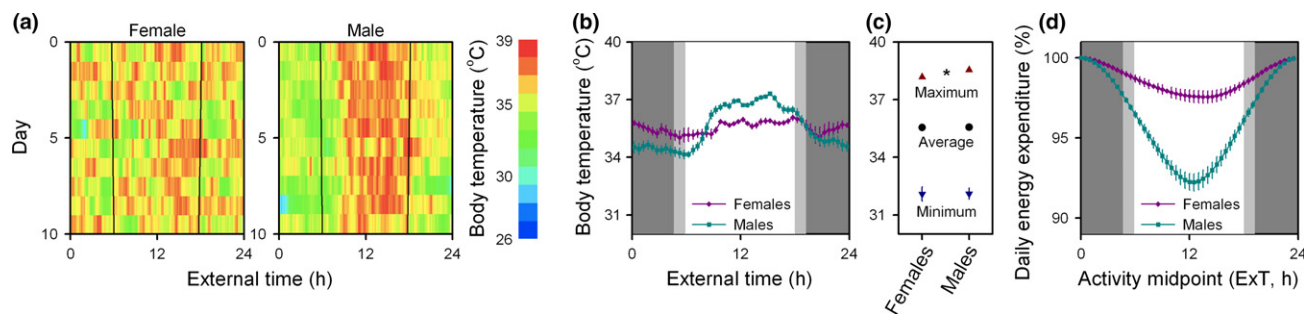 (a)
Female
Male
Day
0
5
10
0
5
10
0
12
24
0
12
24
External time (h)
External time (h)
39
35
30
26
Body temperature (°C)
(b)
Body temperature (°C)
40
37
34
31
Females
Males
0
12
24
External time (h)
(c)
40
37
34
31
*
Maximum
Average
Minimum
Females
Males
(d)
Daily energy expenditure (%)
100
95
90
Females
Males
0
12
24
Activity midpoint (ExT, h)